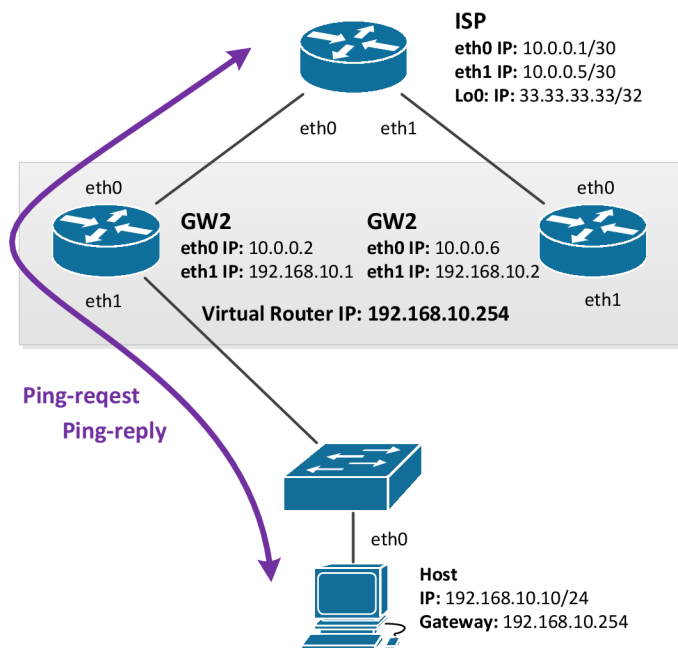 ISP
eth0 IP: 10.0.0.1/30
eth1 IP: 10.0.0.5/30
Lo0: IP: 33.33.33.33/32
eth0
eth1
eth0
eth0
GW2
eth0 IP: 10.0.0.2
eth1 IP: 192.168.10.1
GW2
eth0 IP: 10.0.0.6
eth1 IP: 192.168.10.2
eth1
eth1
Virtual Router IP: 192.168.10.254
Ping-reqest
Ping-reply
eth0
Host
IP: 192.168.10.10/24
Gateway: 192.168.10.254